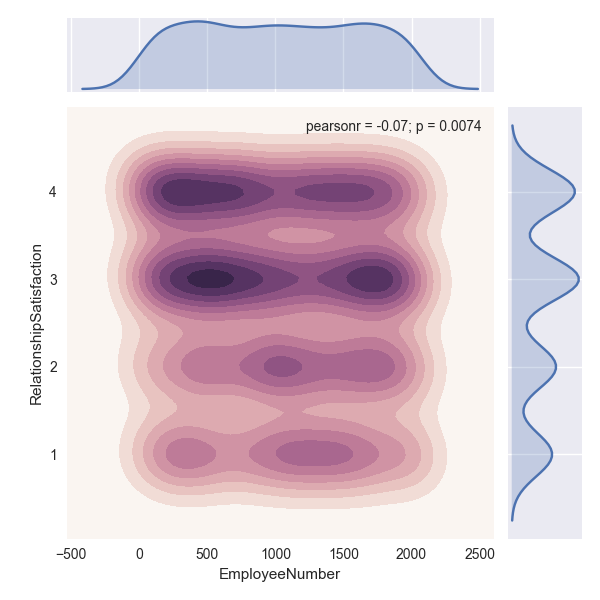 pearsonr = -0.07; p = 0.0074
4
3
2
1
RelationshipSatisfaction
−500 0 500 1000 1500 2000 2500
EmployeeNumber